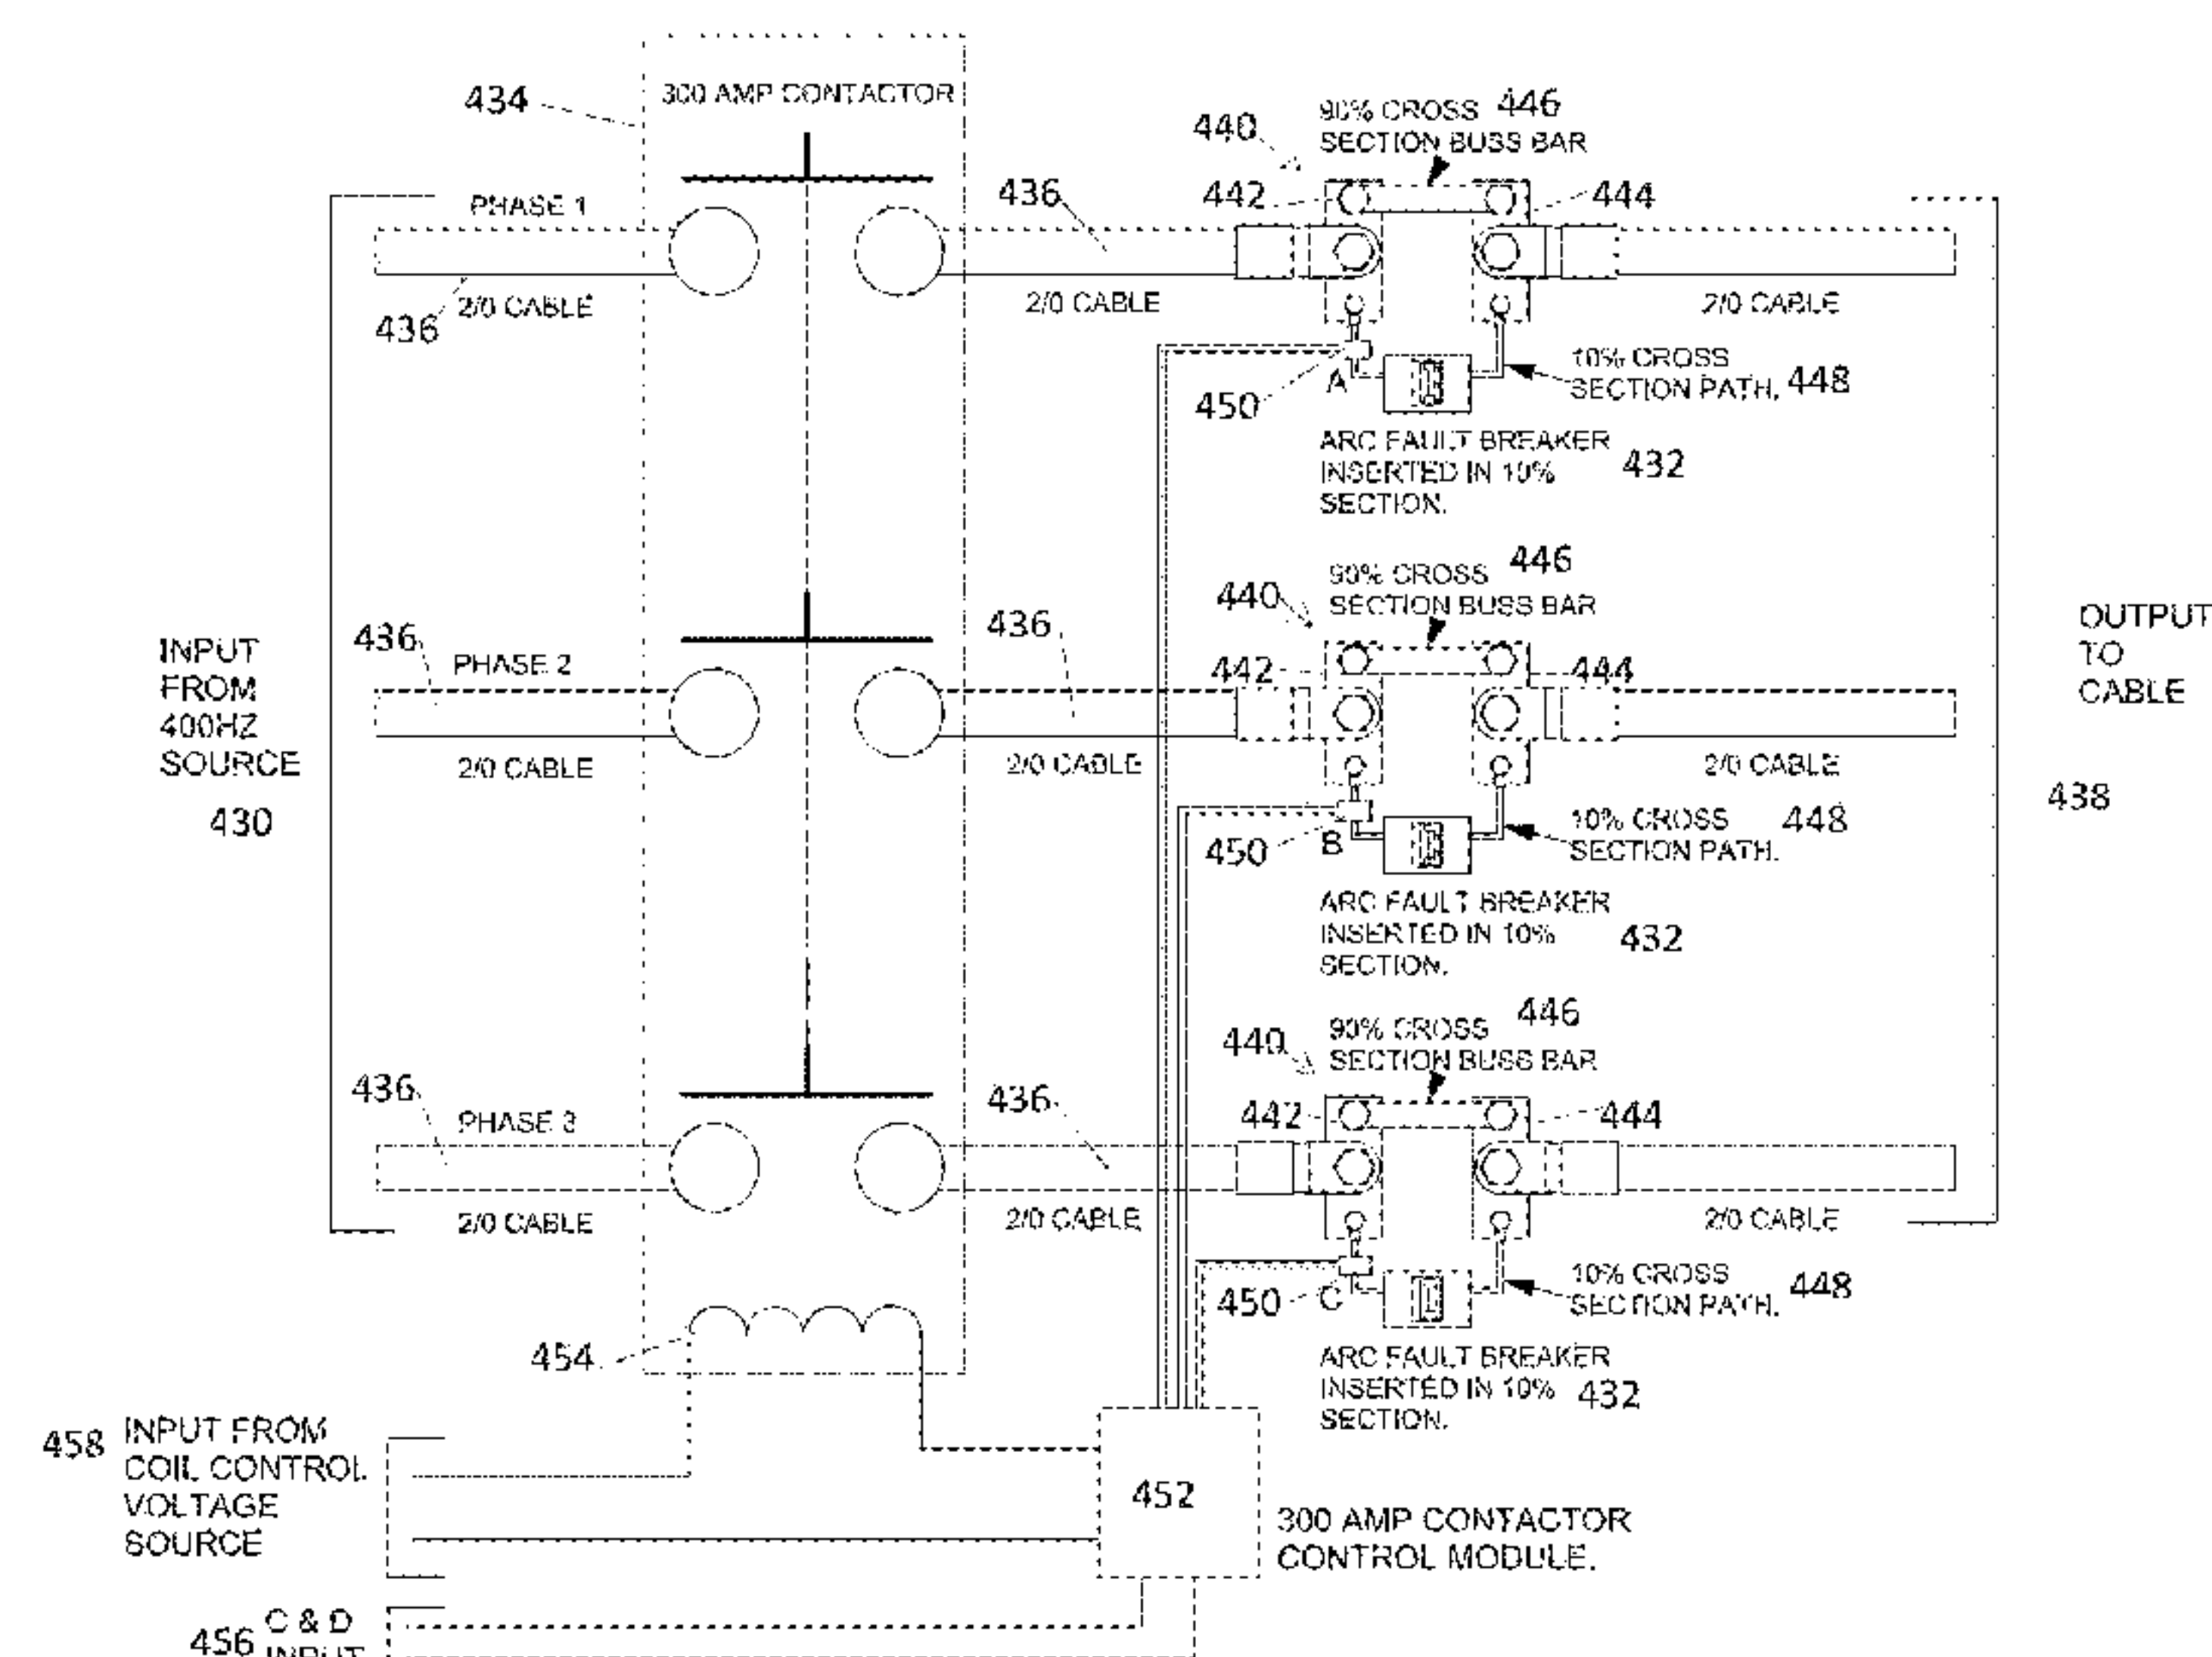 434
300 AMP CONTACTOR
PHASE 1
436
2/0 CABLE
436
2/0 CABLE
440
90% CROSS 446
SECTION BUSS BAR
442
444
2/0 CABLE
450
A
10% CROSS
SECTION PATH. 448
ARC FAULT BREAKER
INSERTED IN 10%
SECTION.
432
INPUT
FROM
400HZ
SOURCE
430
436
PHASE 2
2/0 CABLE
436
2/0 CABLE
440
90% CROSS 446
SECTION BUSS BAR
442
444
2/0 CABLE
450
B
10% CROSS 448
SECTION PATH.
ARC FAULT BREAKER
INSERTED IN 10%
SECTION.
432
OUTPUT
TO
CABLE
438
436
PHASE 3
2/0 CABLE
436
2/0 CABLE
440
90% CROSS 446
SECTION BUSS BAR
442
444
2/0 CABLE
450
C
10% CROSS 448
SECTION PATH.
ARC FAULT BREAKER
INSERTED IN 10% 432
SECTION.
454
458
INPUT FROM
COIL CONTROL
VOLTAGE
SOURCE
452
300 AMP CONTACTOR
CONTROL MODULE.
456
C & D
INPUT